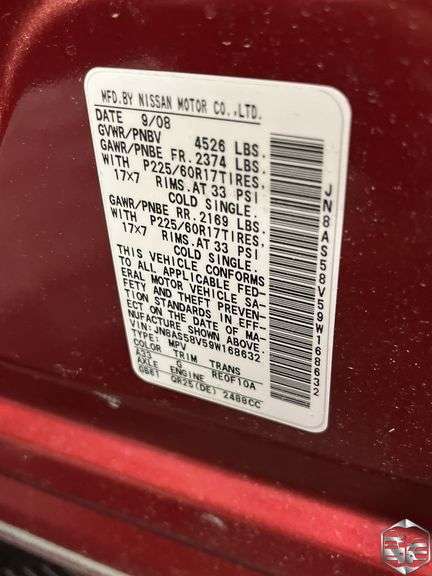 MFD.BY NISSAN MOTOR CO.,LTD.
DATE 9/08
GVWR/PNBV 4526 LBS.
GAWR/PNBE FR. 2374 LBS.
WITH P225/60R17TIRES,
17x7 RIMS.AT 33 PSI
COLD SINGLE.
GAWR/PNBE RR. 2169 LBS.
WITH P225/60R17TIRES,
17x7 RIMS.AT 33 PSI
COLD SINGLE.
THIS VEHICLE CONFORMS
TO ALL APPLICABLE FED-
ERAL MOTOR VEHICLE SA-
FETY AND THEFT PREVENT-
ION STANDARDS IN EFF-
ECT ON THE DATE OF MA-
NUFACTURE SHOWN ABOVE.
VIN: JN8AS58V59W168632
TYPE: MPV
TRIM TRANS
A33 G RE0F10A
AXLE ENGINE
QR25(DE) 2488CC
JN8AS58V59W168632